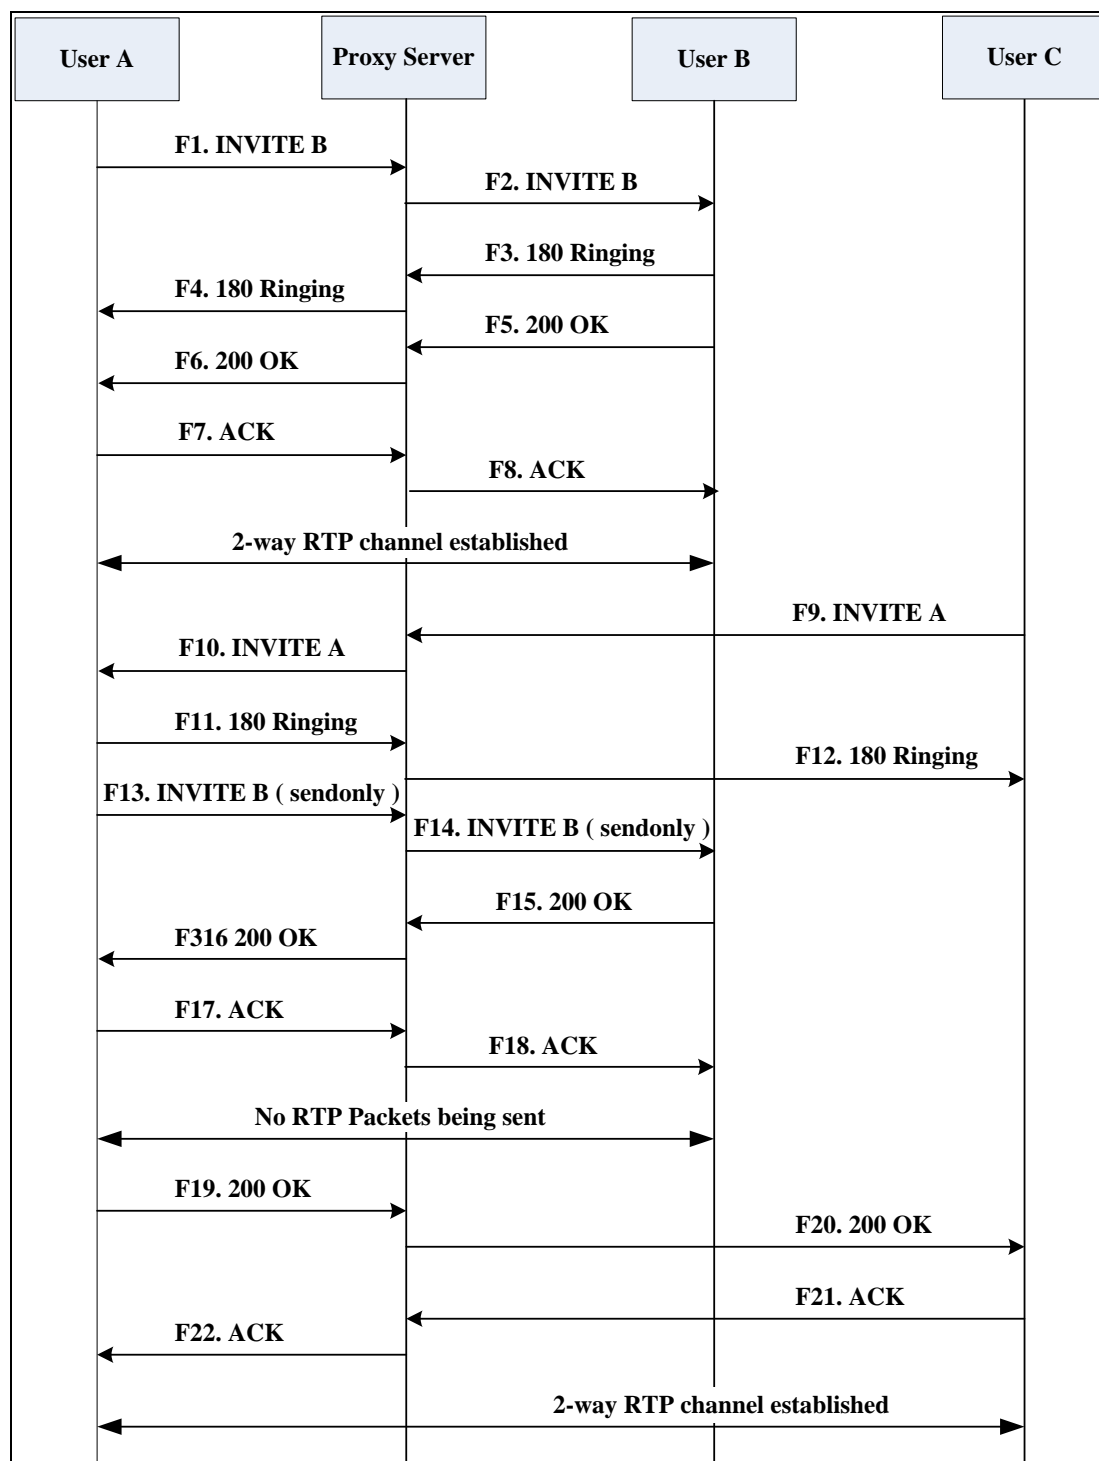 User A
Proxy Server
User B
User C
F1. INVITE B
F2. INVITE B
F3. 180 Ringing
F4. 180 Ringing
F5. 200 OK
F6. 200 OK
F7. ACK
F8. ACK
2-way RTP channel established
F9. INVITE A
F10. INVITE A
F11. 180 Ringing
F12. 180 Ringing
F13. INVITE B ( sendonly )
F14. INVITE B ( sendonly )
F15. 200 OK
F316 200 OK
F17. ACK
F18. ACK
No RTP Packets being sent
F19. 200 OK
F20. 200 OK
F21. ACK
F22. ACK
2-way RTP channel established